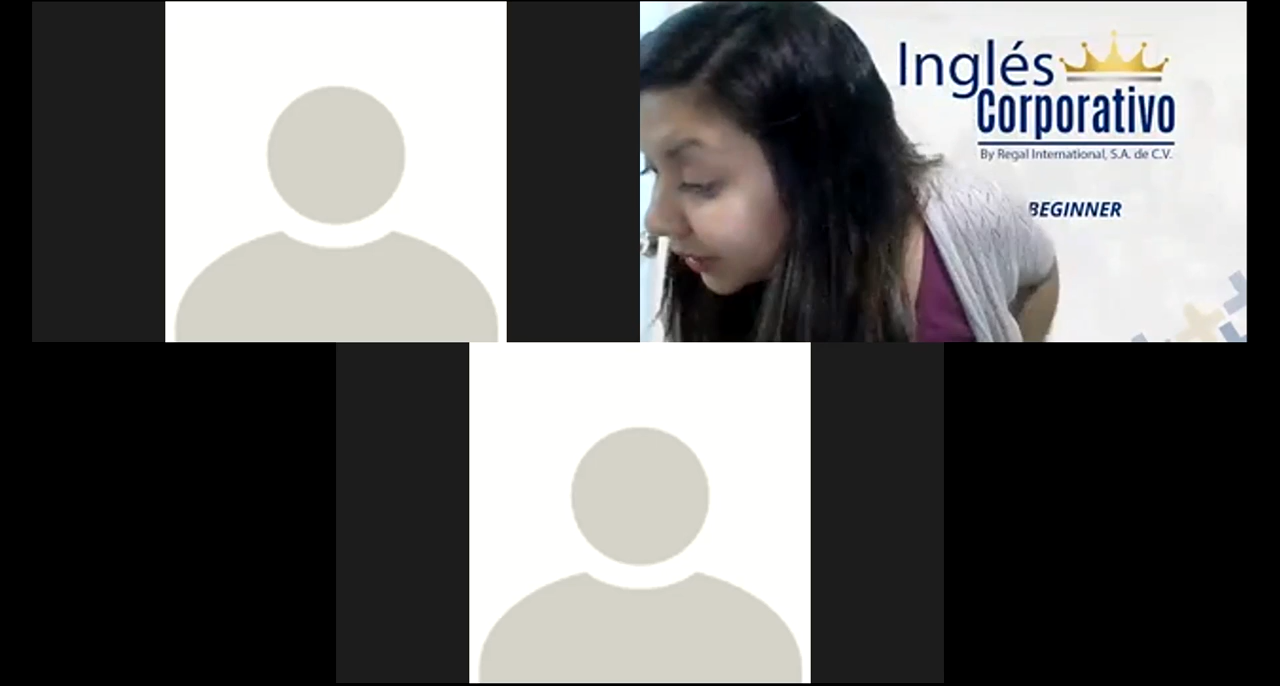 Inglés
Corporativo
By Regal International, S.A. de C.V.
BEGINNER